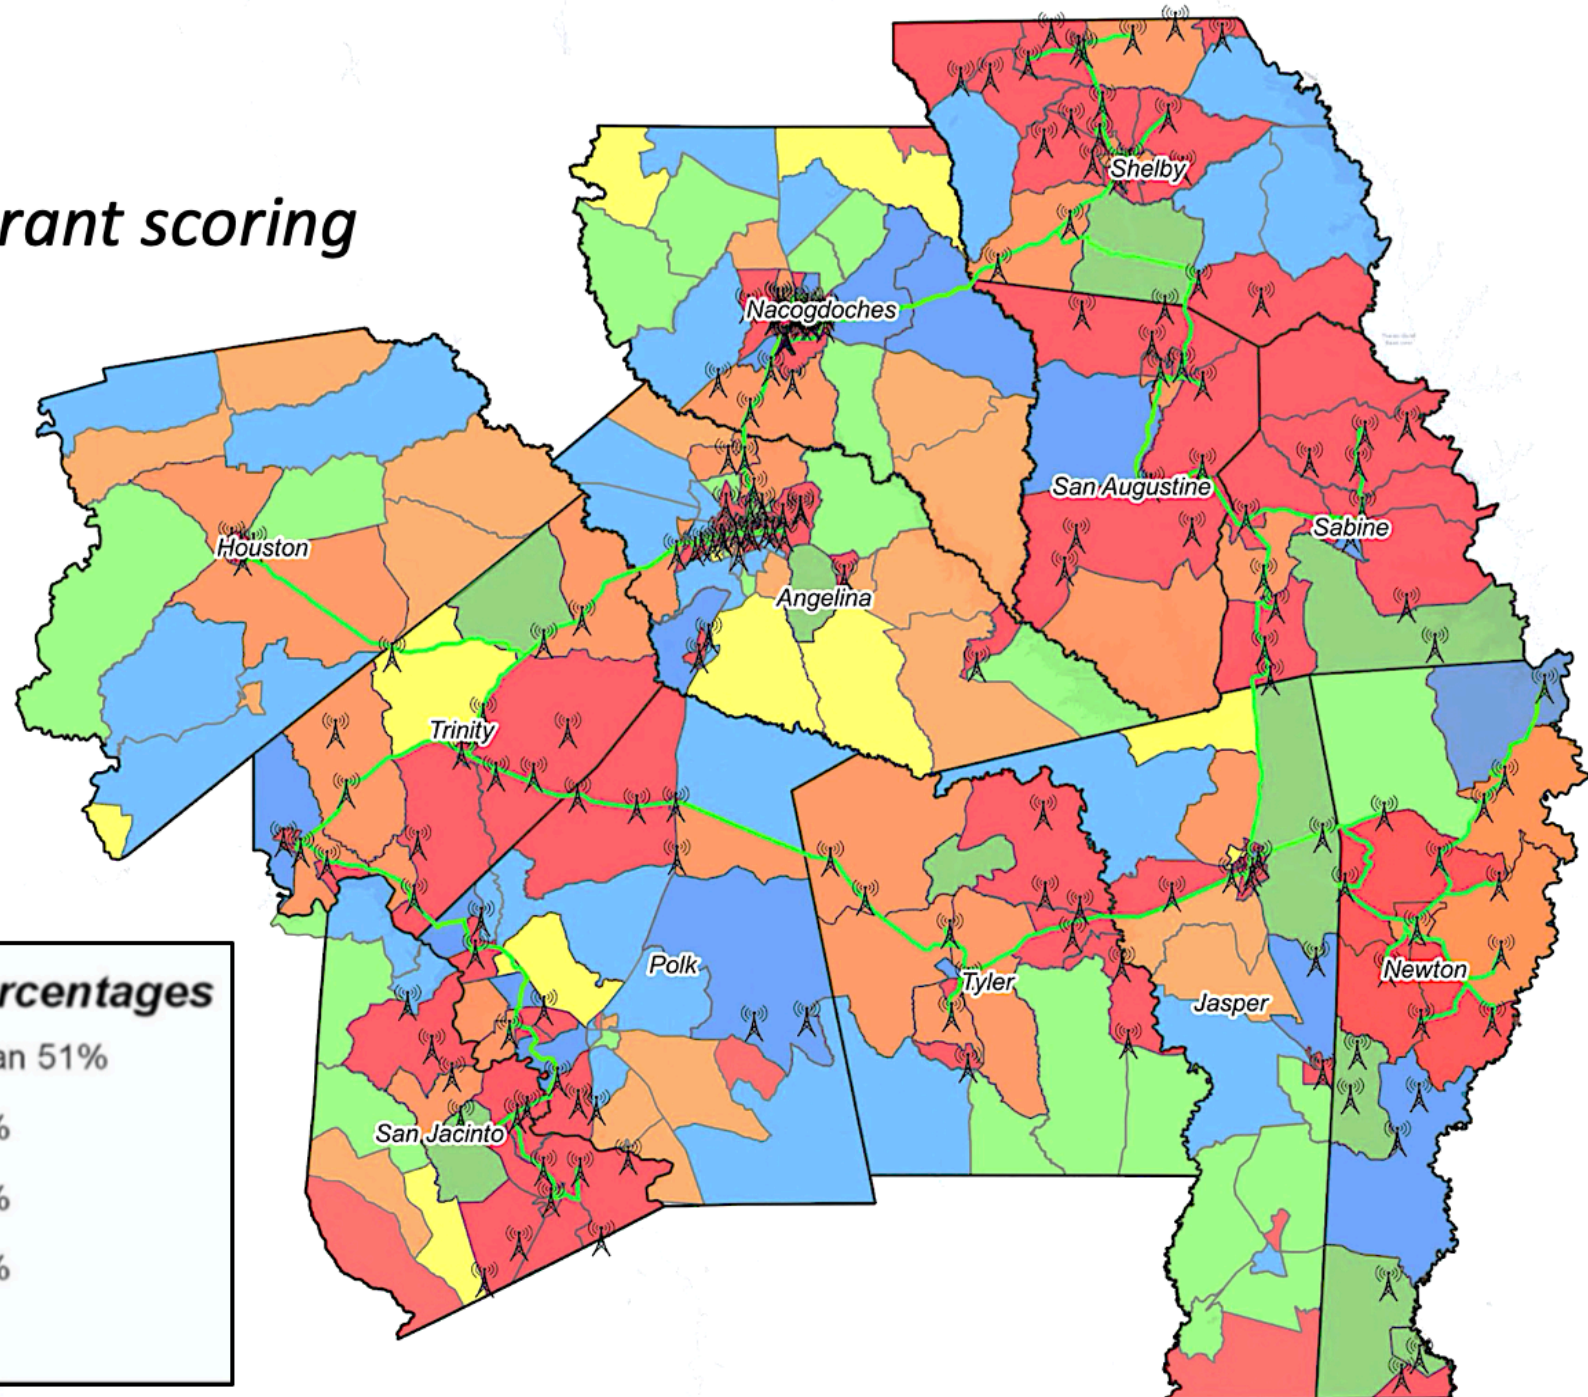 rant scoring
Shelby
Nacogdoches
San Augustine
Sabine
Houston
Angelina
Trinity
Polk
Tyler
Jasper
Newton
San Jacinto
rcentages
an 51%
%
%
%